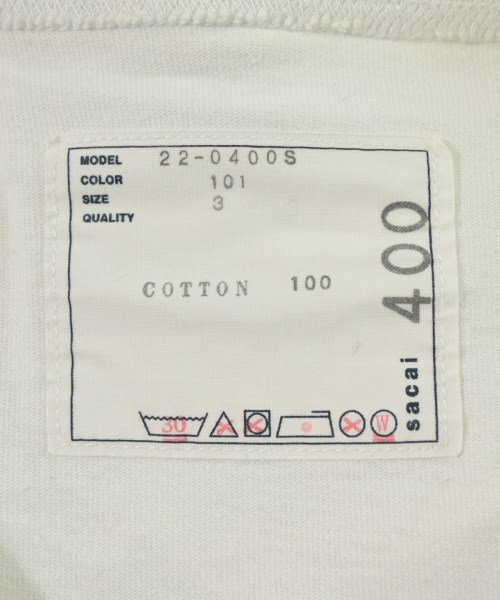 MODEL 22-0400S
COLOR 101
SIZE 3
QUALITY
COTTON 100
400
sacai
30
W